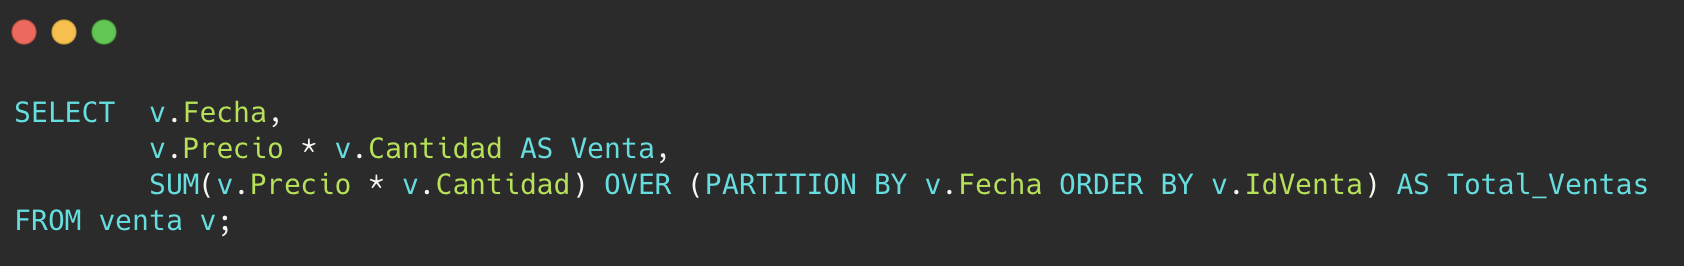 SELECT  v.Fecha,
        v.Precio * v.Cantidad AS Venta,
        SUM(v.Precio * v.Cantidad) OVER (PARTITION BY v.Fecha ORDER BY v.IdVenta) AS Total_Ventas
FROM venta v;